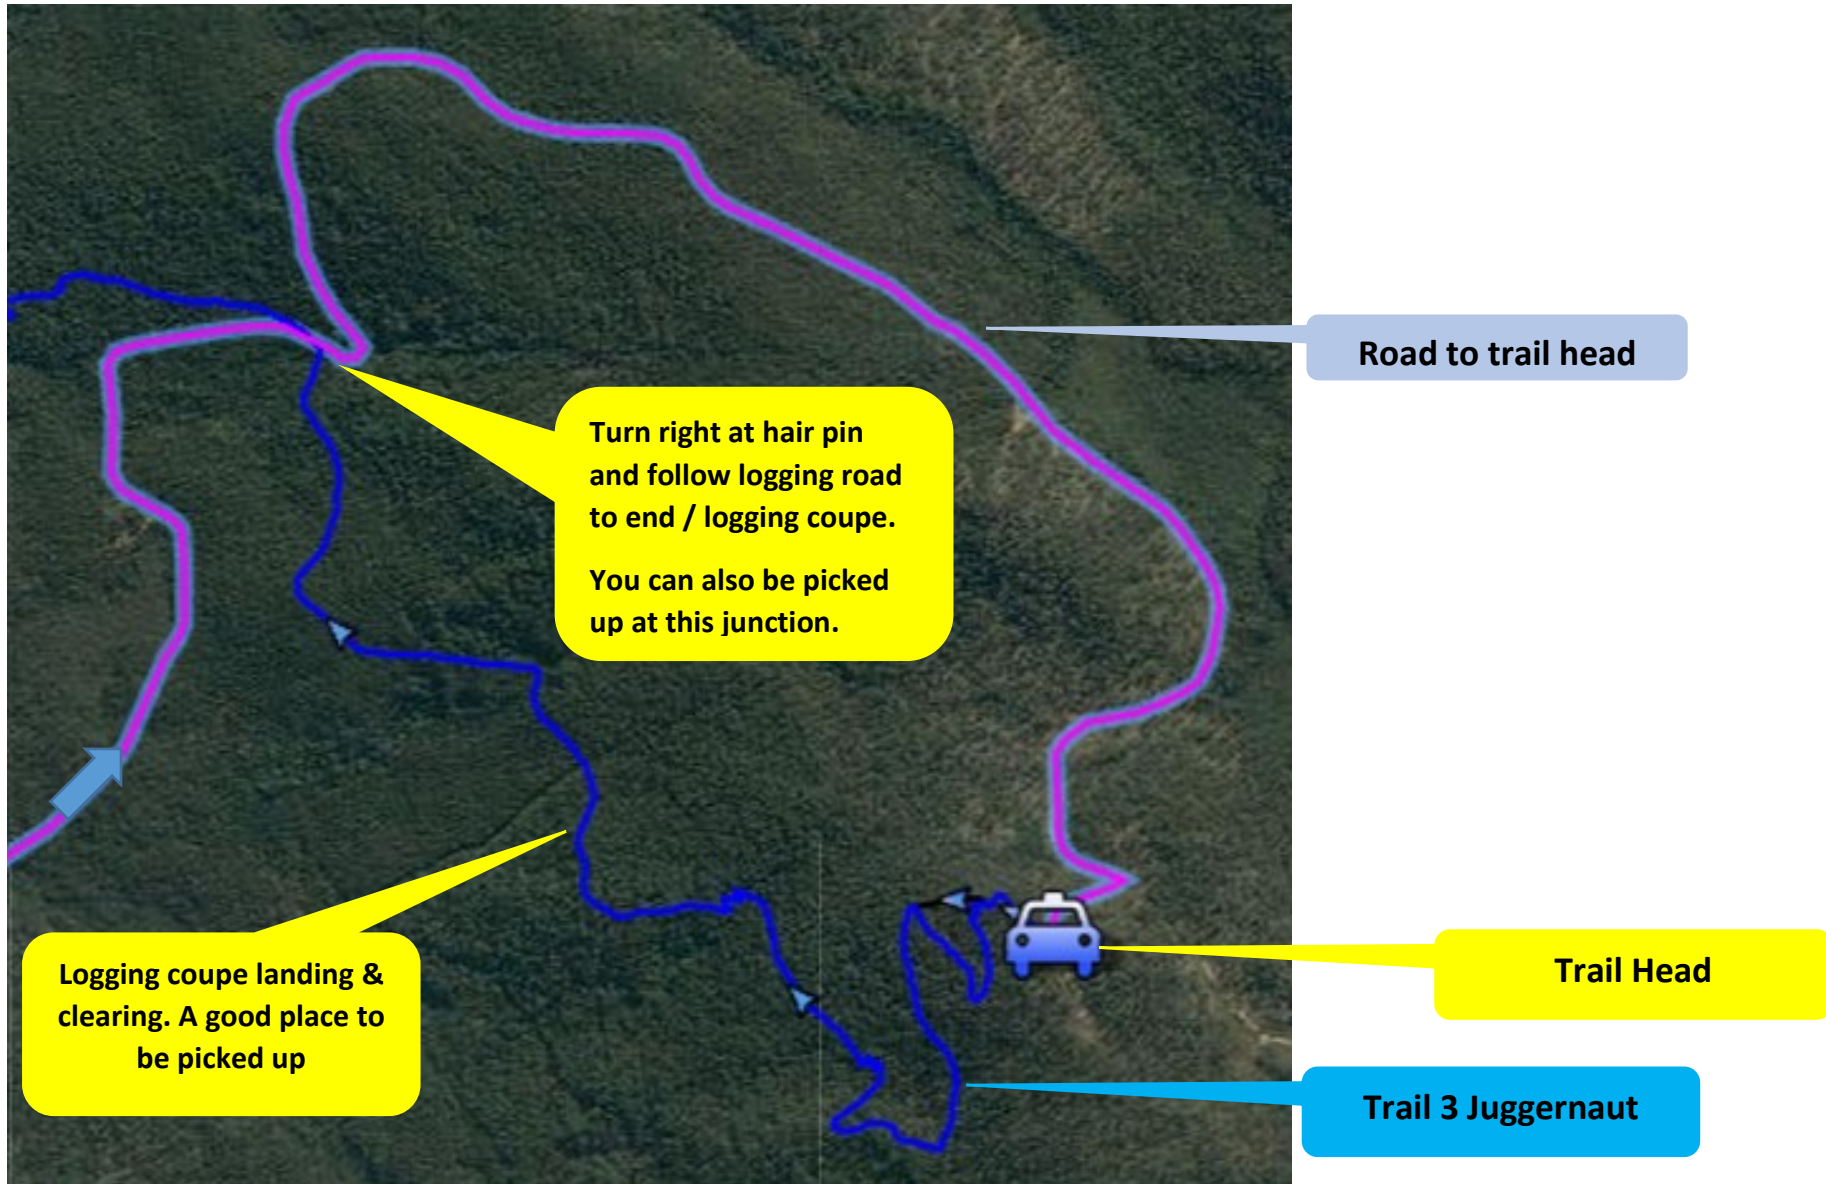 Road to trail head
Turn right at hair pin
and follow logging road
to end / logging coupe.
You can also be picked
up at this junction.
Logging coupe landing &
clearing. A good place to
be picked up
Trail Head
Trail 3 Juggernaut